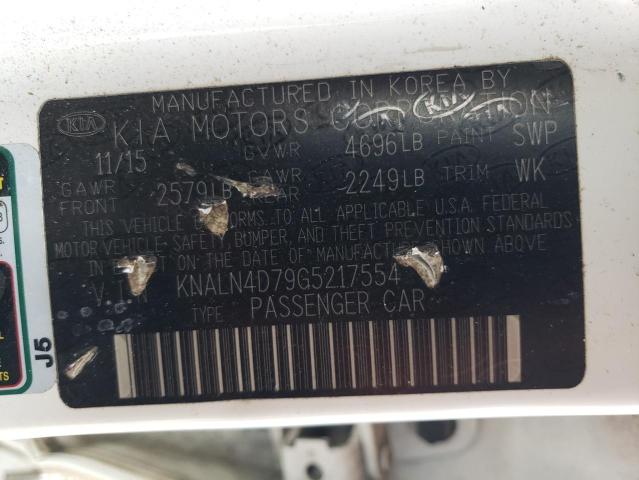 MANUFACTURED IN KOREA BY
KIA KIA MOTORS CORPORATION KIA
11/15 GVWR 4696LB PAINT SWP
GAWR FRONT 2579LB GAWR REAR 2249LB TRIM WK
THIS VEHICLE CONFORMS TO ALL APPLICABLE U.S.A. FEDERAL
MOTOR VEHICLE SAFETY, BUMPER, AND THEFT PREVENTION
STANDARDS IN EFFECT ON THE DATE OF MANUFACTURE SHOWN ABOVE
V.I.N KNALN4D79G5217554
TYPE PASSENGER CAR
J5